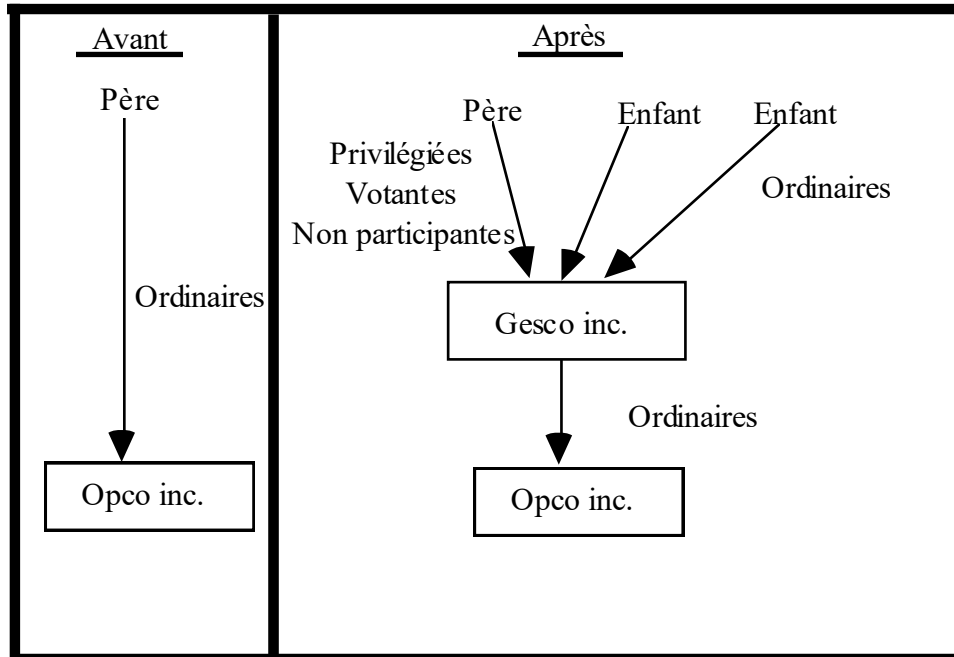 Avant
Père
Ordinaires
Opco inc.
Après
Père
Enfant
Enfant
Privilégiées
Votantes
Non participantes
Ordinaires
Gesco inc.
Ordinaires
Opco inc.